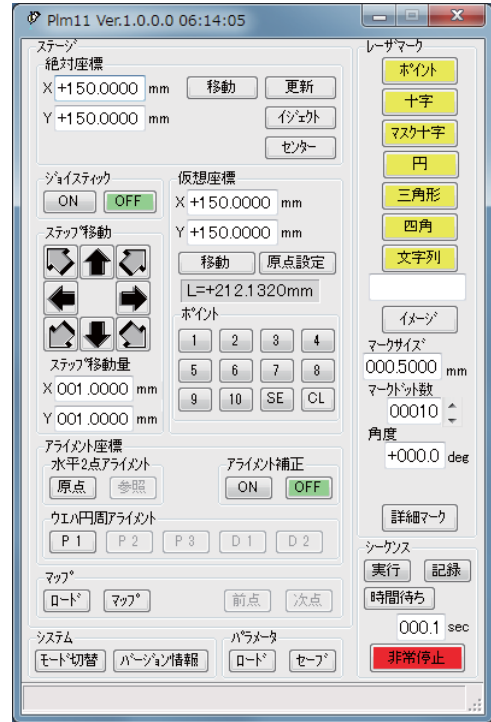 Plm11 Ver.1.0.0.0 06:14:05
ステージ
絶対座標
X +150.0000 mm 移動 更新
Y +150.0000 mm イジェクト
センター
ジョイスティック
ON OFF
ステップ移動
ステップ移動量
X 001.0000 mm
Y 001.0000 mm
仮想座標
X +150.0000 mm
Y +150.0000 mm
移動 原点設定
L=+212.1320mm
ポイント
1 2 3 4
5 6 7 8
9 10 SE CL
アライメント座標
水平2点アライメント
原点 参照
アライメント補正
ON OFF
ウエハ円周アライメント
P 1 P 2 P 3 D 1 D 2
マップ
ロード マップ 前点 次点
システム
モード切替 バージョン情報
パラメータ
ロード セーブ
レーザマーク
ポイント
十字
マスク十字
円
三角形
四角
文字列
イメージ
マークサイズ
000.5000 mm
マークドット数
00010
角度
+000.0 deg
詳細マーク
シーケンス
実行 記録
時間待ち
000.1 sec
非常停止